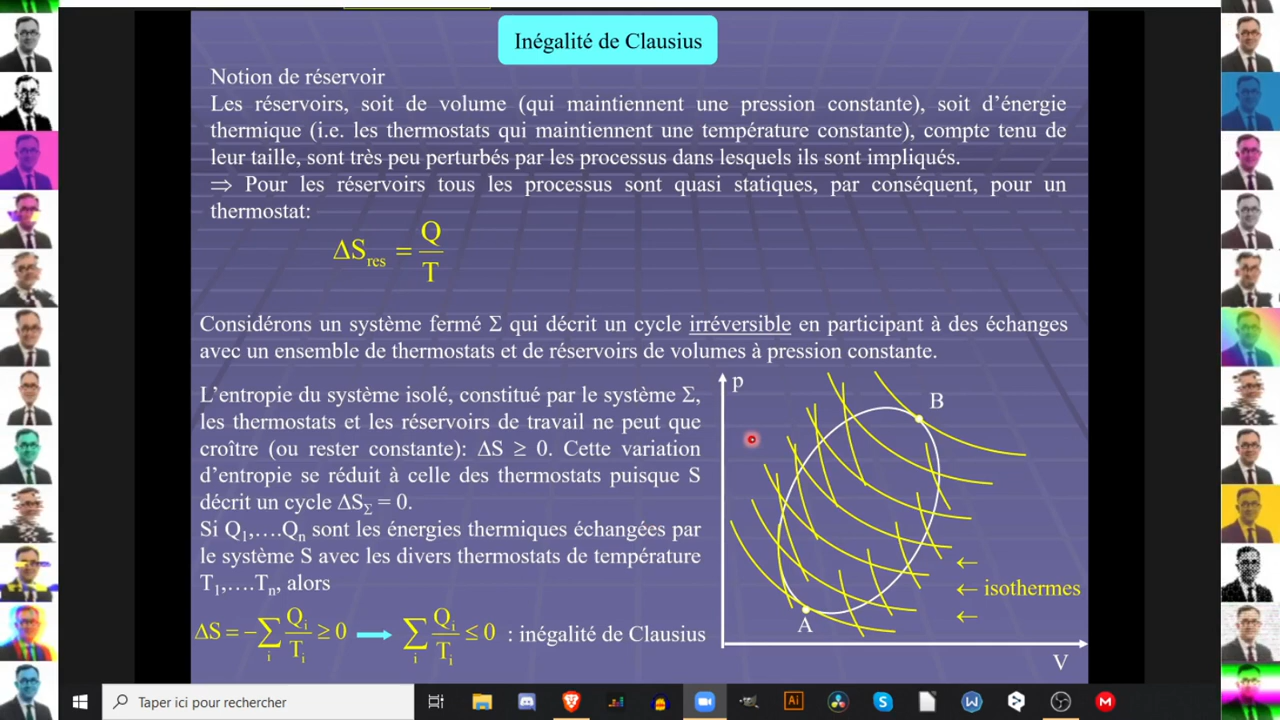 Inégalité de Clausius
Notion de réservoir
Les réservoirs, soit de volume (qui maintiennent une pression constante), soit d'énergie
thermique (i.e. les thermostats qui maintiennent une température constante), compte tenu de
leur taille, sont très peu perturbés par les processus dans lesquels ils sont impliqués.
⇒ Pour les réservoirs tous les processus sont quasi statiques, par conséquent, pour un
thermostat:
ΔS_res = Q/T
Considérons un système fermé Σ qui décrit un cycle irréversible en participant à des échanges
avec un ensemble de thermostats et de réservoirs de volumes à pression constante.
L'entropie du système isolé, constitué par le système Σ,
les thermostats et les réservoirs de travail ne peut que
croître (ou rester constante): ΔS ≥ 0. Cette variation
d'entropie se réduit à celle des thermostats puisque S
décrit un cycle ΔS_Σ = 0.
Si Q₁,….Qₙ sont les énergies thermiques échangées par
le système S avec les divers thermostats de température
T₁,….Tₙ, alors
ΔS = −∑_i Q_i/T_i ≥ 0 → ∑_i Q_i/T_i ≤ 0 : inégalité de Clausius
p
B
←
← isothermes
←
A
V
Taper ici pour rechercher
Ai
S
W
M